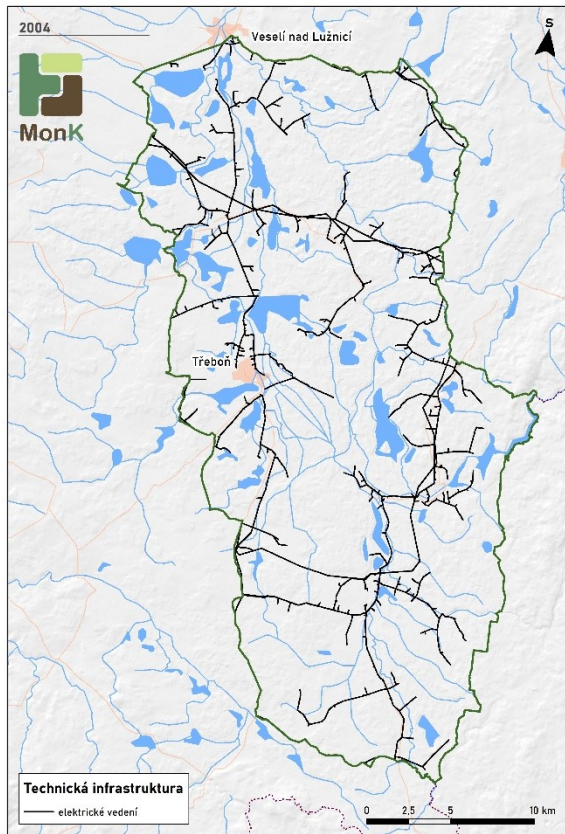 2004
Veselí nad Lužnicí
S
MonK
Třeboň
Technická infrastruktura
elektrické vedení
0 2,5 5 10 km